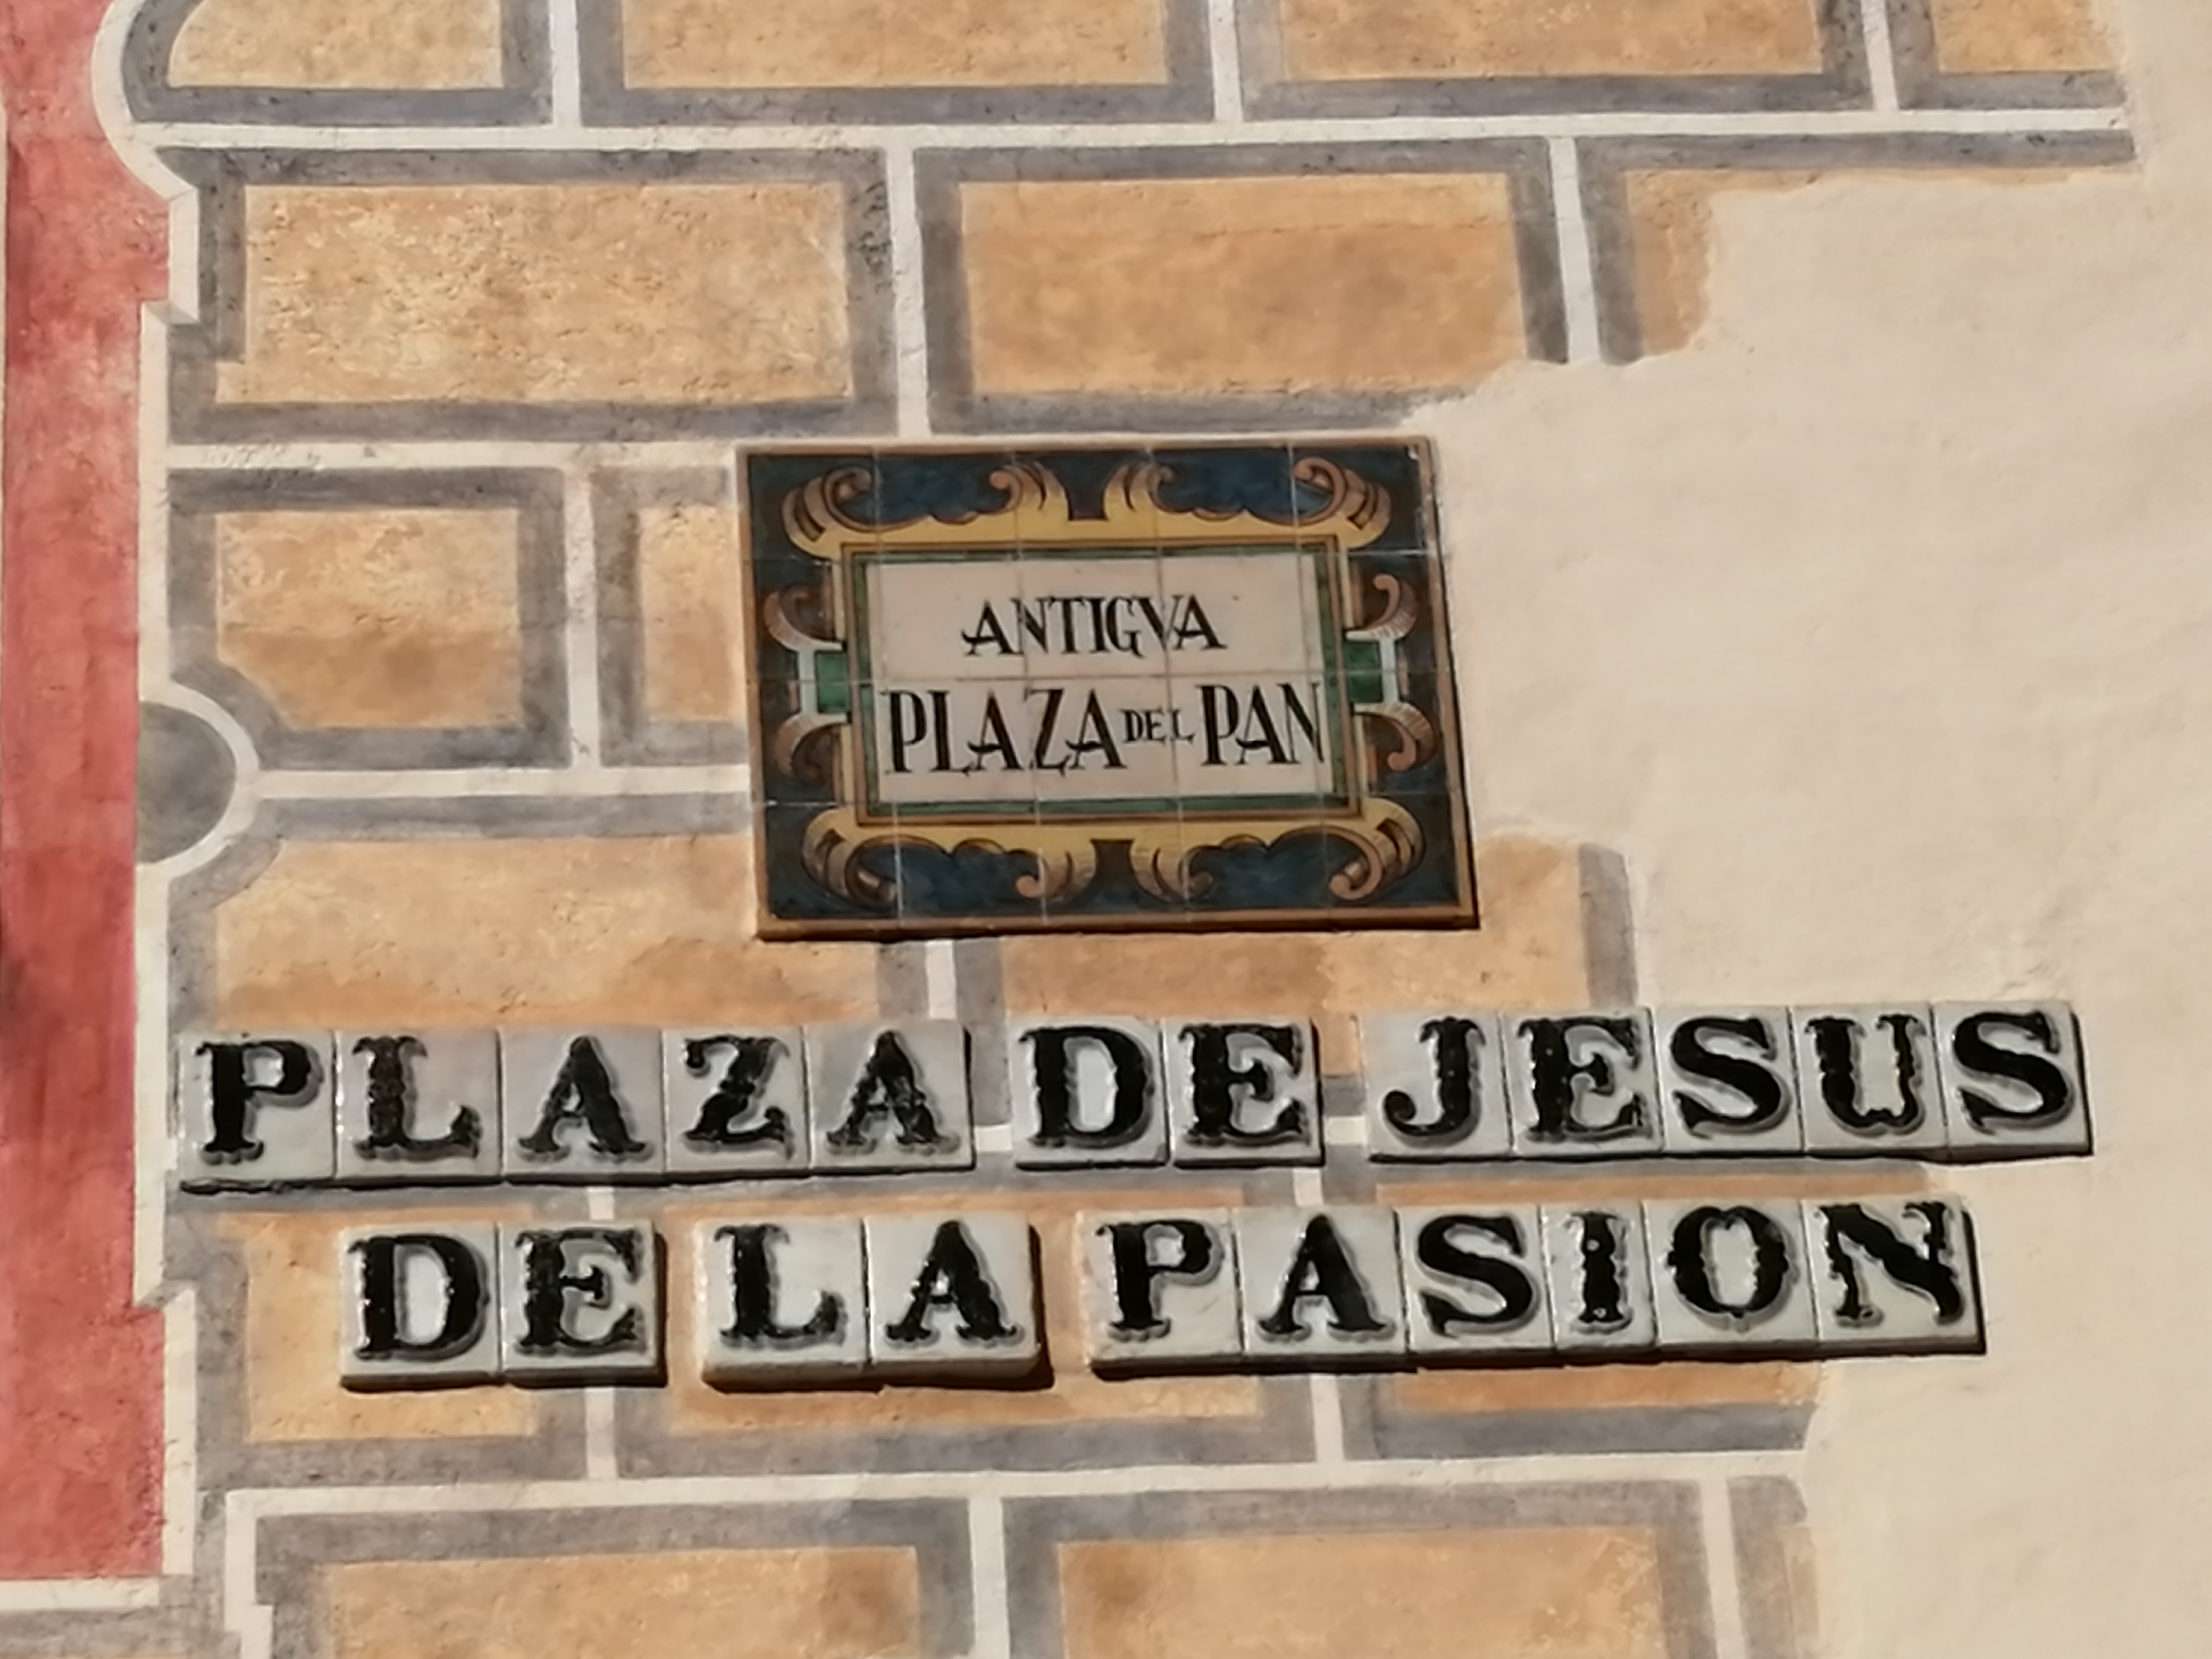 ANTIGVA
PLAZA DEL PAN
PLAZA DE JESUS
DE LA PASION